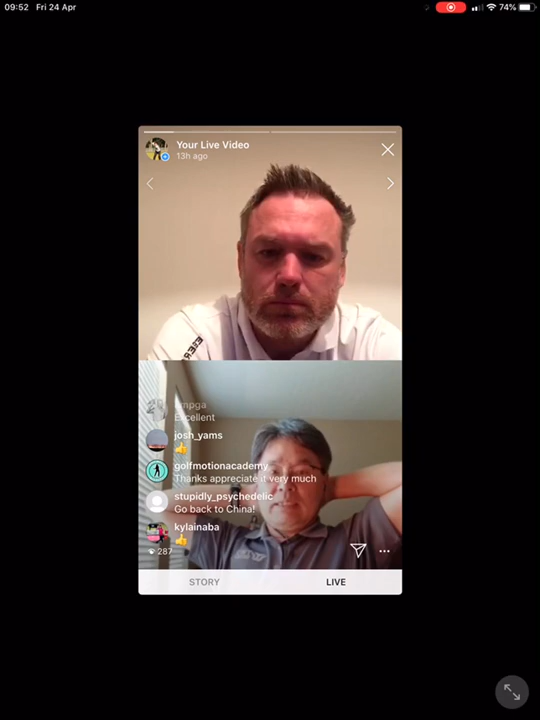 09:52 Fri 24 Apr
74%
Your Live Video
13h ago
Excellent
josh_yams
👍
golfmotionacademy
Thanks appreciate it very much
stupidly_psychedelic
Go back to China!
kylainaba
👍
287
STORY LIVE